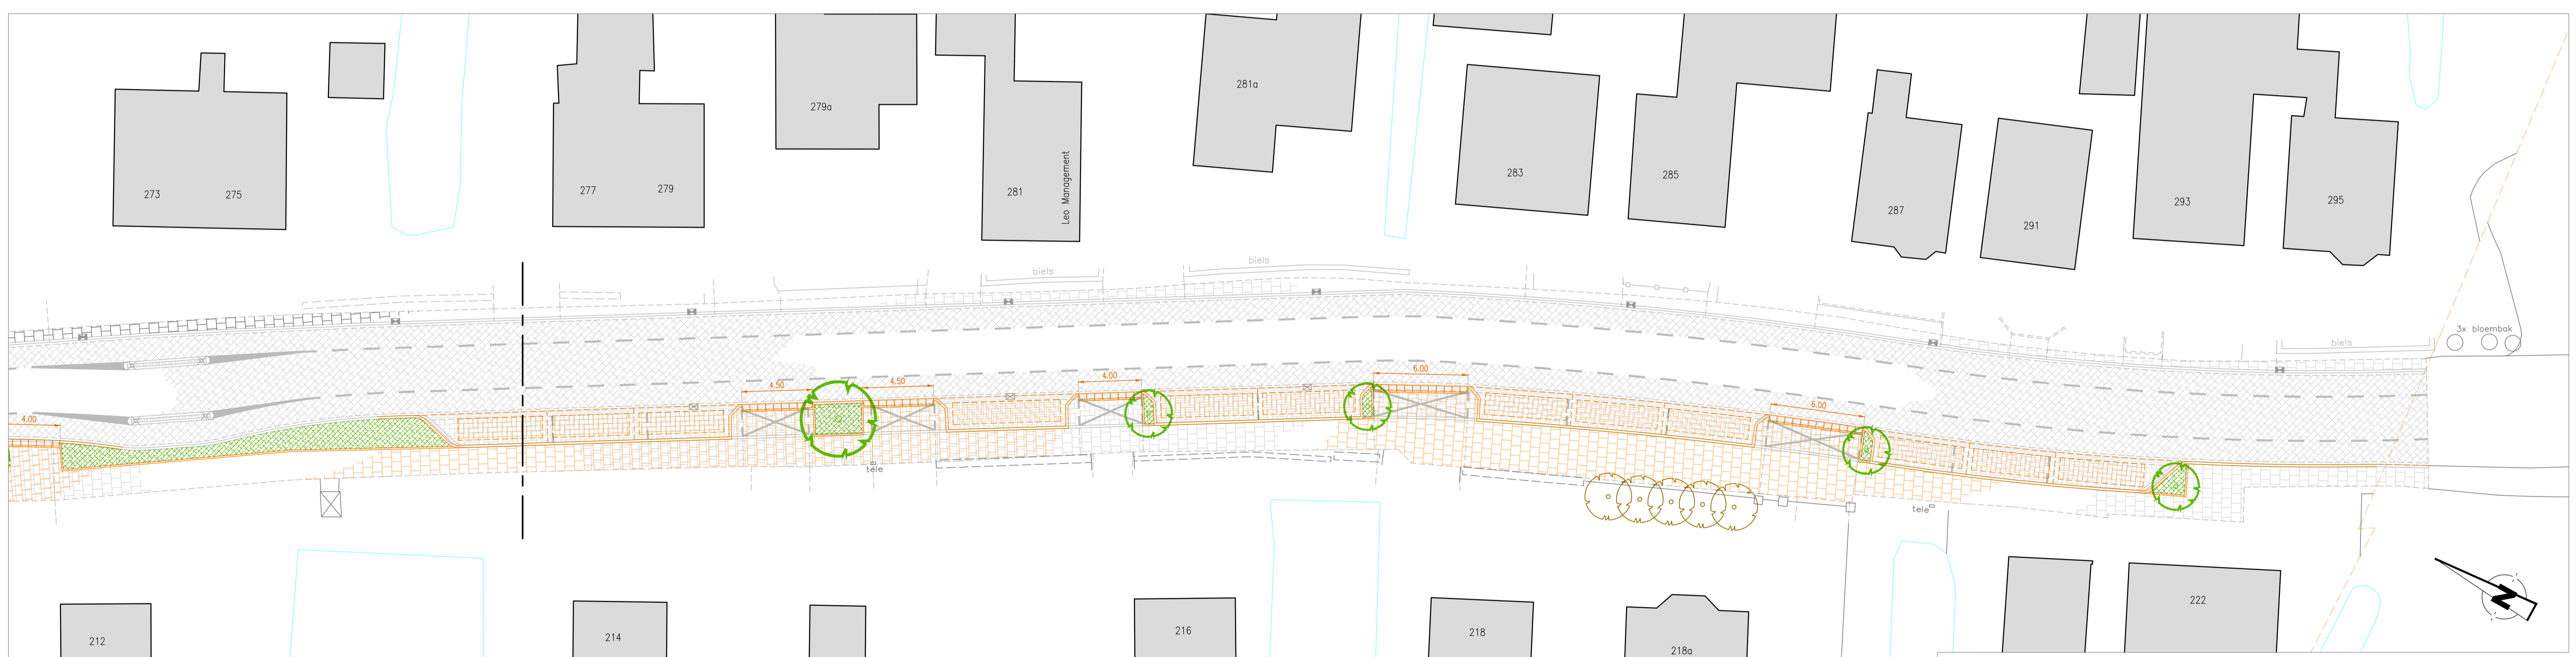 279a
281a
273
275
277
279
281
Leo Management
283
285
287
291
293
295
biels
biels
3x bloembak
biels
4.00
4.50
4.50
4.00
6.00
6.00
tele
tele
N
212
214
216
218
218a
222